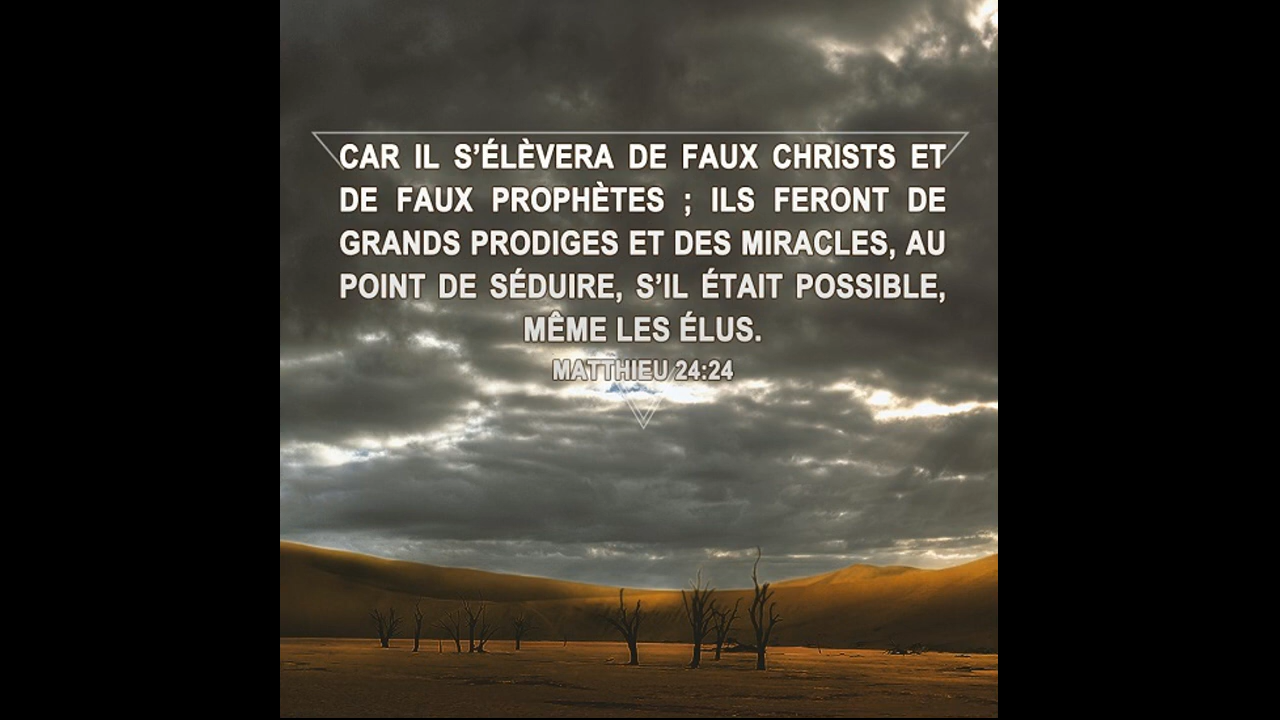 CAR IL S’ÉLÈVERA DE FAUX CHRISTS ET
DE FAUX PROPHÈTES ; ILS FERONT DE
GRANDS PRODIGES ET DES MIRACLES, AU
POINT DE SÉDUIRE, S’IL ÉTAIT POSSIBLE,
MÊME LES ÉLUS.
MATTHIEU 24:24